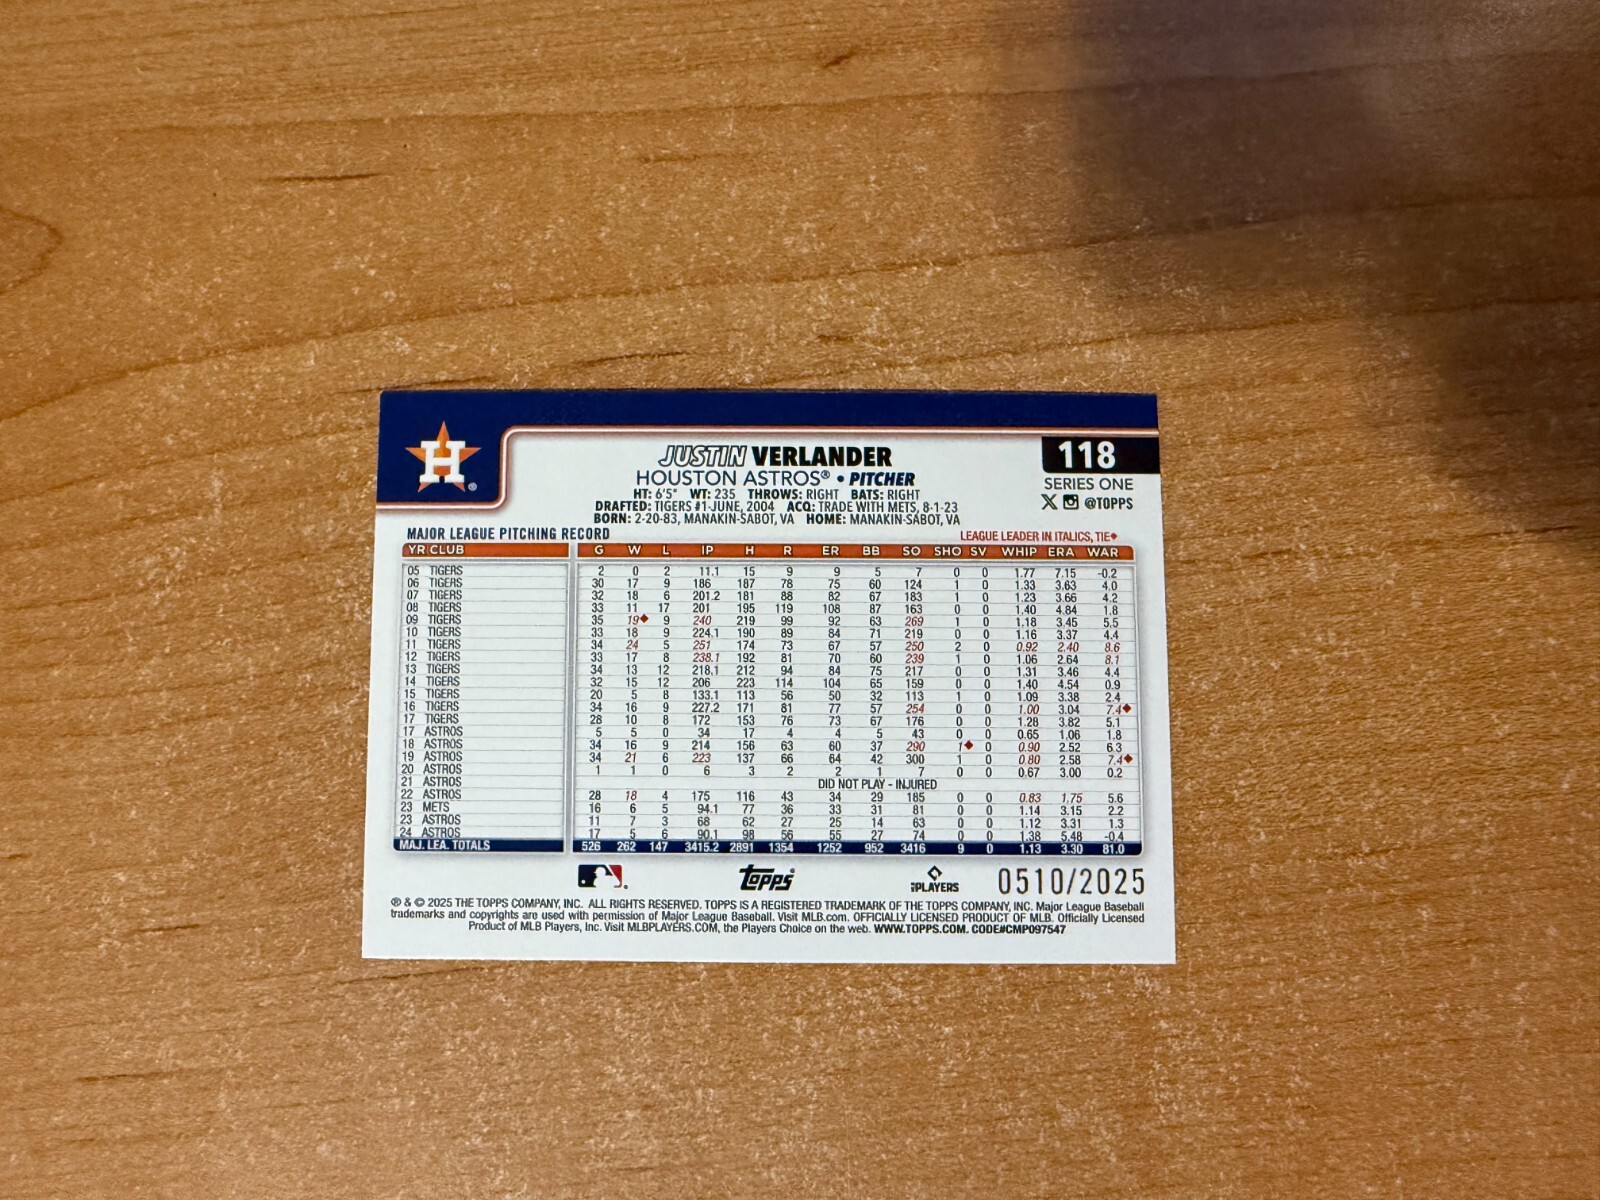 H
JUSTIN VERLANDER
118
HOUSTON ASTROS® • PITCHER
SERIES ONE
HT: 6'5" WT: 235 THROWS: RIGHT BATS: RIGHT
X @TOPPS
DRAFTED: TIGERS #1-JUNE, 2004 ACQ: TRADE WITH METS, 8-1-23
BORN: 2-20-83, MANAKIN-SABOT, VA HOME: MANAKIN-SABOT, VA
MAJOR LEAGUE PITCHING RECORD LEAGUE LEADER IN ITALICS, TIE♦
YR CLUB G W L IP H R ER BB SO SHO SV WHIP ERA WAR
05 TIGERS 2 0 2 11.1 15 9 9 5 7 0 0 1.77 7.15 -0.2
06 TIGERS 30 17 9 186 187 78 75 60 124 1 0 1.33 3.63 4.0
07 TIGERS 32 18 6 201.2 181 88 82 67 183 1 0 1.23 3.66 4.2
08 TIGERS 33 11 17 201 195 119 108 87 163 0 0 1.40 4.84 1.8
09 TIGERS 35 19♦ 9 240 219 99 92 63 269 1 0 1.18 3.45 5.5
10 TIGERS 33 18 9 224.1 190 89 84 71 219 0 0 1.16 3.37 4.4
11 TIGERS 34 24 5 251 174 73 67 57 250 2 0 0.92 2.40 8.6
12 TIGERS 33 17 8 238.1 192 81 70 60 239 1 0 1.06 2.64 8.1
13 TIGERS 34 13 12 218.1 212 94 84 75 217 0 0 1.31 3.46 4.4
14 TIGERS 32 15 12 206 223 114 104 65 159 0 0 1.40 4.54 0.9
15 TIGERS 20 5 8 133.1 113 56 50 32 113 1 0 1.09 3.38 2.4
16 TIGERS 34 16 9 227.2 171 81 77 57 254 0 0 1.00 3.04 7.4♦
17 TIGERS 28 10 8 172 153 76 73 67 176 0 0 1.28 3.82 5.1
17 ASTROS 5 5 0 34 17 4 4 5 43 0 0 0.65 1.06 1.8
18 ASTROS 34 16 9 214 156 63 60 37 290 1♦ 0 0.90 2.52 6.3
19 ASTROS 34 21 6 223 137 66 64 42 300 1 0 0.80 2.58 7.4♦
20 ASTROS 1 1 0 6 3 2 2 1 7 0 0 0.67 3.00 0.2
21 ASTROS DID NOT PLAY - INJURED
22 ASTROS 28 18 4 175 116 43 34 29 185 0 0 0.83 1.75 5.6
23 METS 16 6 5 94.1 77 36 33 31 81 0 0 1.14 3.15 2.2
23 ASTROS 11 7 3 68 62 27 25 14 63 0 0 1.12 3.31 1.3
24 ASTROS 17 5 6 90.1 98 56 55 27 74 0 0 1.38 5.48 -0.4
MAJ. LEA. TOTALS 526 262 147 3415.2 2891 1354 1252 952 3416 9 0 1.13 3.30 81.0
topps PLAYERS 0510/2025
® & © 2025 THE TOPPS COMPANY, INC. ALL RIGHTS RESERVED. TOPPS IS A REGISTERED TRADEMARK OF THE TOPPS COMPANY, INC. Major League Baseball
trademarks and copyrights are used with permission of Major League Baseball. Visit MLB.com. OFFICIALLY LICENSED PRODUCT OF MLB. Officially Licensed
Product of MLB Players, Inc. Visit MLBPLAYERS.COM, the Players Choice on the web. WWW.TOPPS.COM. CODE#CMP097547